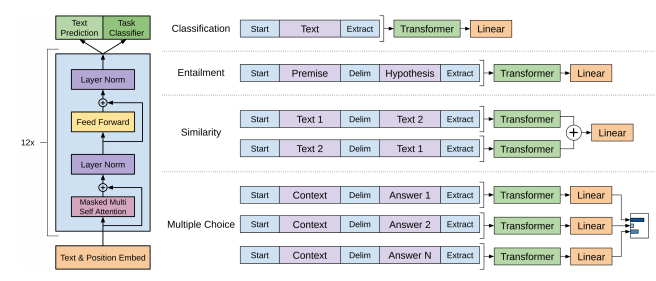 Text
Prediction
Task
Classifier
Layer Norm
Feed Forward
12x
Layer Norm
Masked Multi
Self Attention
Text & Position Embed
Classification
Start Text Extract Transformer Linear
Entailment
Start Premise Delim Hypothesis Extract Transformer Linear
Similarity
Start Text 1 Delim Text 2 Extract Transformer
Linear
Start Text 2 Delim Text 1 Extract Transformer
Multiple Choice
Start Context Delim Answer 1 Extract Transformer Linear
Start Context Delim Answer 2 Extract Transformer Linear
Start Context Delim Answer N Extract Transformer Linear